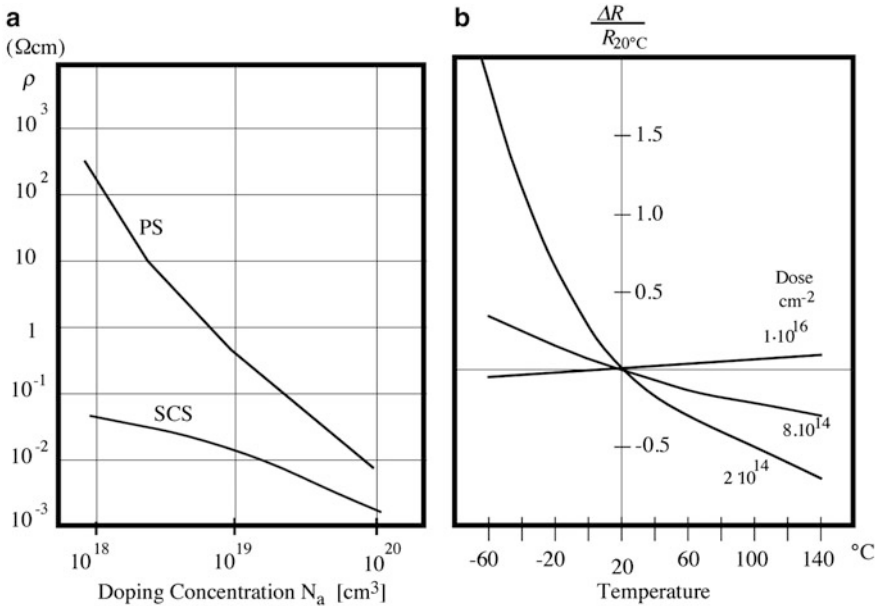 a
(Ωcm)
ρ
10³
10²
10
1
10⁻¹
10⁻²
10⁻³
PS
SCS
10¹⁸ 10¹⁹ 10²⁰
Doping Concentration Nₐ [cm³]
b
ΔR
R₂₀°C
1.5
1.0
0.5
-0.5
Dose
cm⁻²
1·10¹⁶
8.10¹⁴
2 10¹⁴
-60 -20 20 60 100 140 °C
Temperature